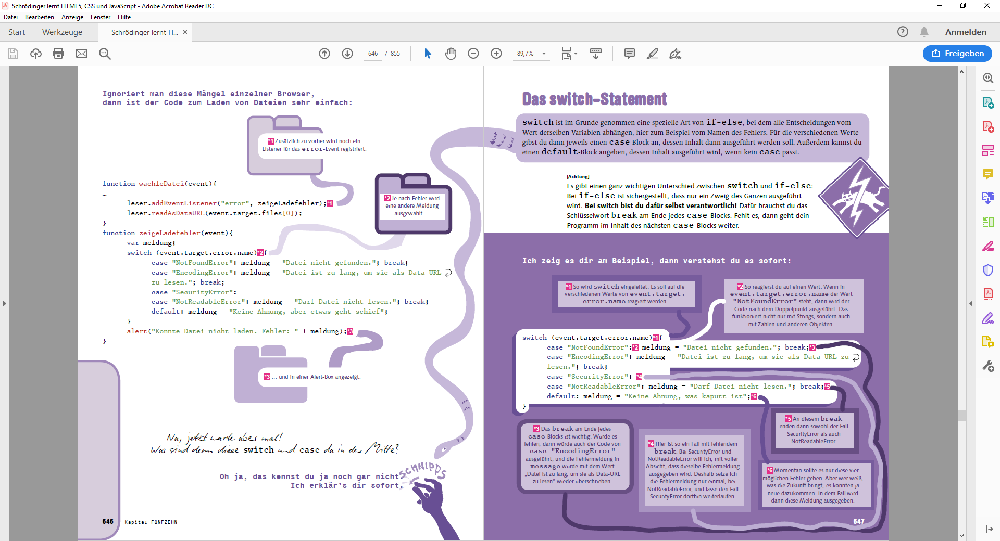 Schrödinger lernt HTML5, CSS und JavaScript - Adobe Acrobat Reader DC
Datei Bearbeiten Anzeige Fenster Hilfe
Start Werkzeuge Schrödinger lernt H... × Anmelden
646 / 855 89,7% Freigeben
Ignoriert man diese Mängel einzelner Browser,
dann ist der Code zum Laden von Dateien sehr einfach:
*1 Zusätzlich zu vorher wird noch ein
Listener für das error-Event registriert.
function waehleDatei(event){
…
leser.addEventListener("error", zeigeLadefehler);*1
leser.readAsDataURL(event.target.files[0]);
}
*2 Je nach Fehler wird
eine andere Meldung
ausgewählt …
function zeigeLadefehler(event){
var meldung;
switch (event.target.error.name)*2{
case "NotFoundError": meldung = "Datei nicht gefunden."; break;
case "EncodingError": meldung = "Datei ist zu lang, um sie als Data-URL
zu lesen."; break;
case "SecurityError":
case "NotReadableError": meldung = "Darf Datei nicht lesen."; break;
default: meldung = "Keine Ahnung, aber etwas geht schief";
}
alert("Konnte Datei nicht laden. Fehler: " + meldung);*3
}
*3 … und in einer Alert-Box angezeigt.
Na, jetzt warte aber mal!
Was sind denn diese switch und case da in der Mitte?
SCHNIPPS
Oh ja, das kennst du ja noch gar nicht.
Ich erklär's dir sofort.
646 Kapitel FÜNFZEHN
Das switch-Statement
switch ist im Grunde genommen eine spezielle Art von if-else, bei dem alle Entscheidungen vom
Wert derselben Variablen abhängen, hier zum Beispiel vom Namen des Fehlers. Für die verschiedenen Werte
gibst du dann jeweils einen case-Block an, dessen Inhalt dann ausgeführt werden soll. Außerdem kannst du
einen default-Block angeben, dessen Inhalt ausgeführt wird, wenn kein case passt.
[Achtung]
Es gibt einen ganz wichtigen Unterschied zwischen switch und if-else:
Bei if-else ist sichergestellt, dass nur ein Zweig des Ganzen ausgeführt
wird. Bei switch bist du dafür selbst verantwortlich! Dafür brauchst du das
Schlüsselwort break am Ende jedes case-Blocks. Fehlt es, dann geht dein
Programm im Inhalt des nächsten case-Blocks weiter.
Ich zeig es dir am Beispiel, dann verstehst du es sofort:
*1 So wird switch eingeleitet. Es soll auf die
verschiedenen Werte von event.target.
error.name reagiert werden.
*2 So reagierst du auf einen Wert. Wenn in
event.target.error.name der Wert
"NotFoundError" steht, dann wird der
Code nach dem Doppelpunkt ausgeführt. Das
funktioniert nicht nur mit Strings, sondern auch
mit Zahlen und anderen Objekten.
switch (event.target.error.name)*1{
case "NotFoundError":*2 meldung = "Datei nicht gefunden."; break;*3
case "EncodingError": meldung = "Datei ist zu lang, um sie als Data-URL zu
lesen."; break;
case "SecurityError": *4
case "NotReadableError": meldung = "Darf Datei nicht lesen."; break;*5
default: meldung = "Keine Ahnung, was kaputt ist";*6
}
*3 Das break am Ende jedes
case-Blocks ist wichtig. Würde es
fehlen, dann würde auch der Code von
case "EncodingError"
ausgeführt, und die Fehlermeldung in
message würde mit dem Wert
„Datei ist zu lang, um sie als Data-URL
zu lesen“ wieder überschrieben.
*4 Hier ist so ein Fall mit fehlendem
break. Bei SecurityError und
NotReadableError will ich, mit voller
Absicht, dass dieselbe Fehlermeldung
ausgegeben wird. Deshalb setze ich
die Fehlermeldung nur einmal, bei
NotReadableError, und lasse den Fall
SecurityError dorthin weiterlaufen.
*5 An diesem break
enden dann sowohl der Fall
SecurityError als auch
NotReadableError.
*6 Momentan sollte es nur diese vier
möglichen Fehler geben. Aber wer weiß,
was die Zukunft bringt, es könnten ja
neue dazukommen. In dem Fall wird
dann diese Meldung ausgegeben.
647